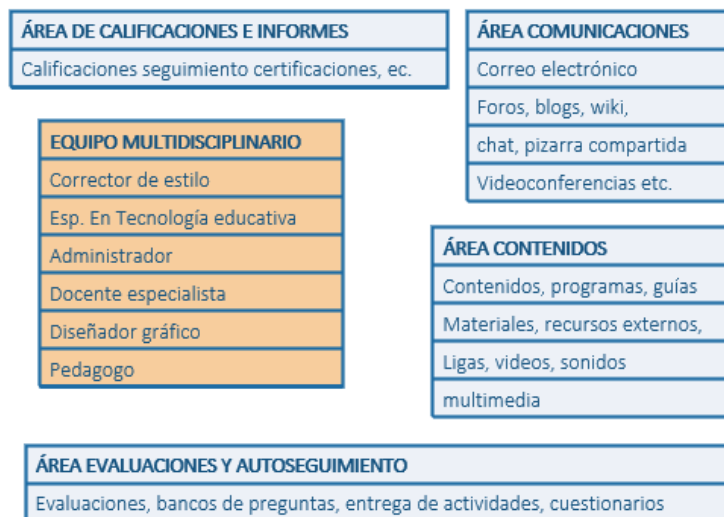 ÁREA DE CALIFICACIONES E INFORMES
Calificaciones seguimiento certificaciones, ec.
ÁREA COMUNICACIONES
Correo electrónico
Foros, blogs, wiki,
chat, pizarra compartida
Videoconferencias etc.
EQUIPO MULTIDISCIPLINARIO
Corrector de estilo
Esp. En Tecnología educativa
Administrador
Docente especialista
Diseñador gráfico
Pedagogo
ÁREA CONTENIDOS
Contenidos, programas, guías
Materiales, recursos externos,
Ligas, videos, sonidos
multimedia
ÁREA EVALUACIONES Y AUTOSEGUIMIENTO
Evaluaciones, bancos de preguntas, entrega de actividades, cuestionarios